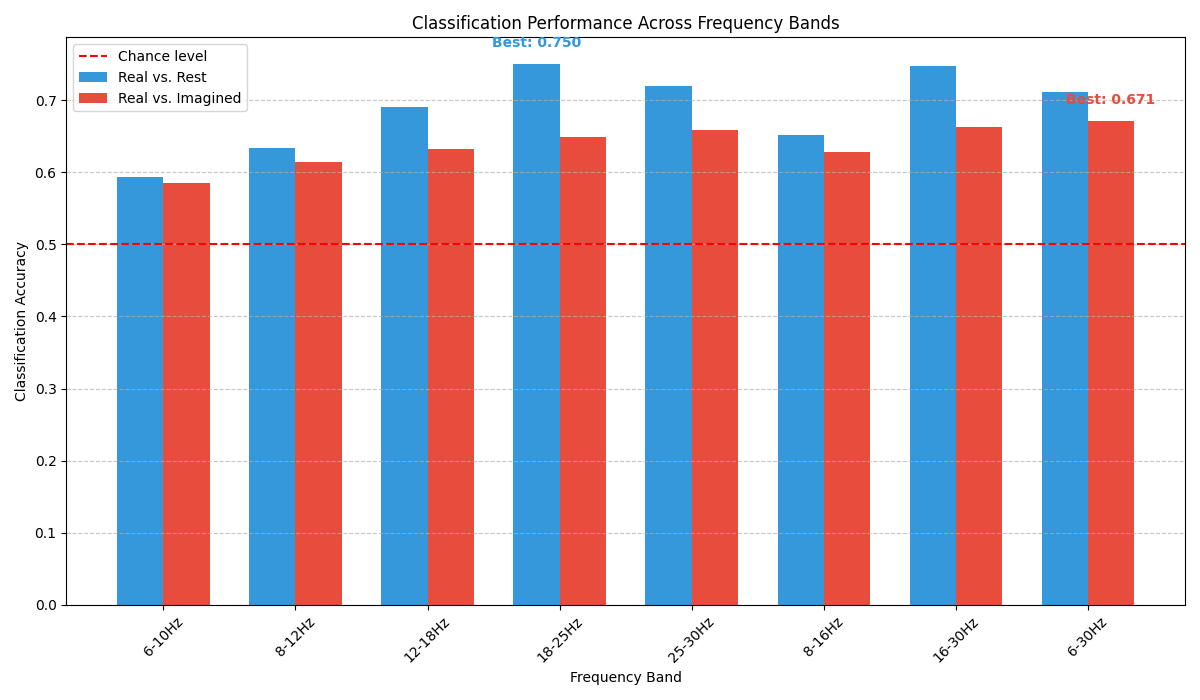 Classification Performance Across Frequency Bands
Best: 0.750
Chance level
Real vs. Rest
Real vs. Imagined
Best: 0.671
0.7
0.6
0.5
0.4
0.3
0.2
0.1
0.0
Classification Accuracy
6-10Hz
8-12Hz
12-18Hz
18-25Hz
25-30Hz
8-16Hz
16-30Hz
6-30Hz
Frequency Band